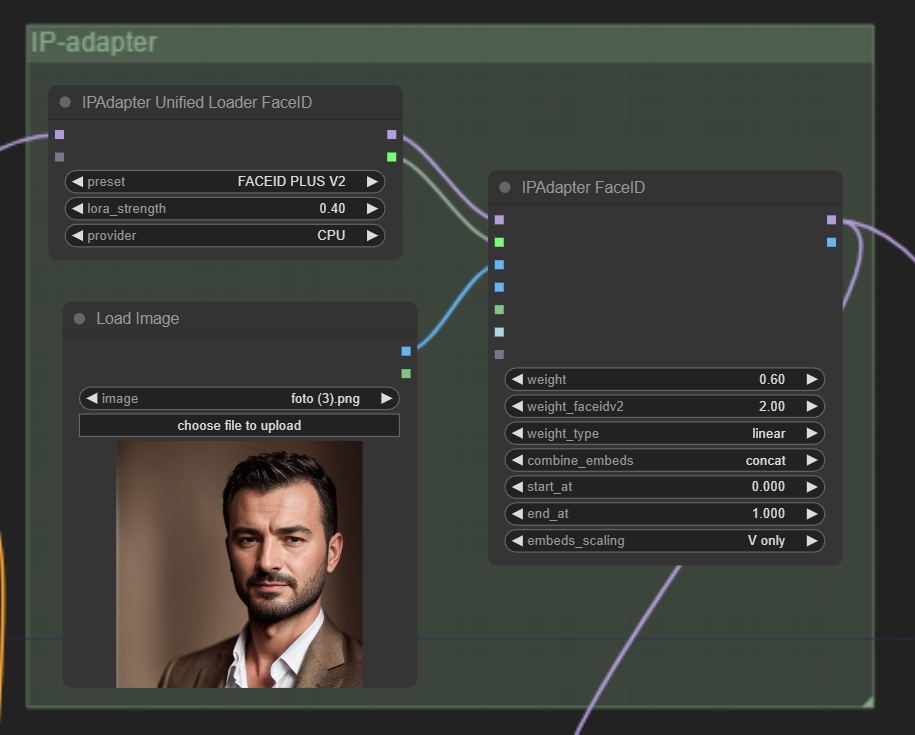 IP-adapter
IPAdapter Unified Loader FaceID
preset FACEID PLUS V2
lora_strength 0.40
provider CPU
Load Image
image foto (3).png
choose file to upload
IPAdapter FaceID
weight 0.60
weight_faceidv2 2.00
weight_type linear
combine_embeds concat
start_at 0.000
end_at 1.000
embeds_scaling V only